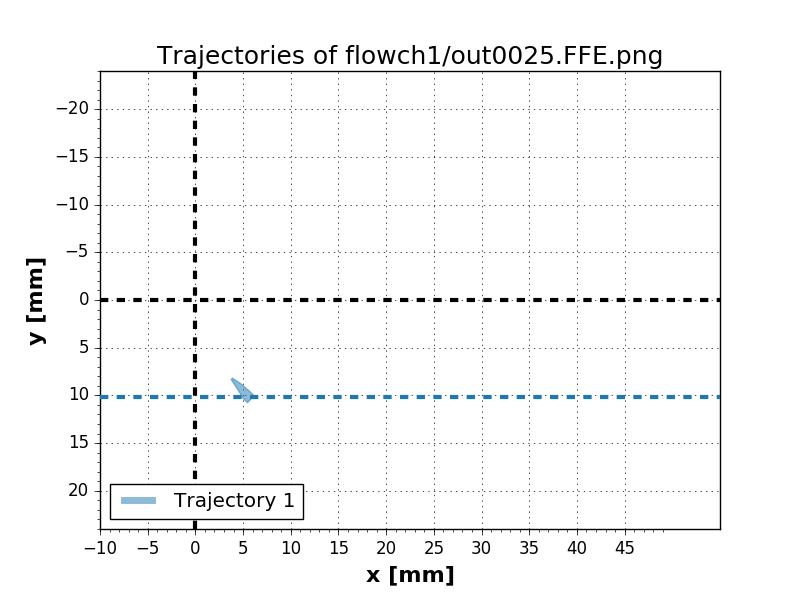 Trajectories of flowch1/out0025.FFE.png
−20
−15
−10
−5
0
5
10
15
20
y [mm]
Trajectory 1
−10 −5 0 5 10 15 20 25 30 35 40 45
x [mm]